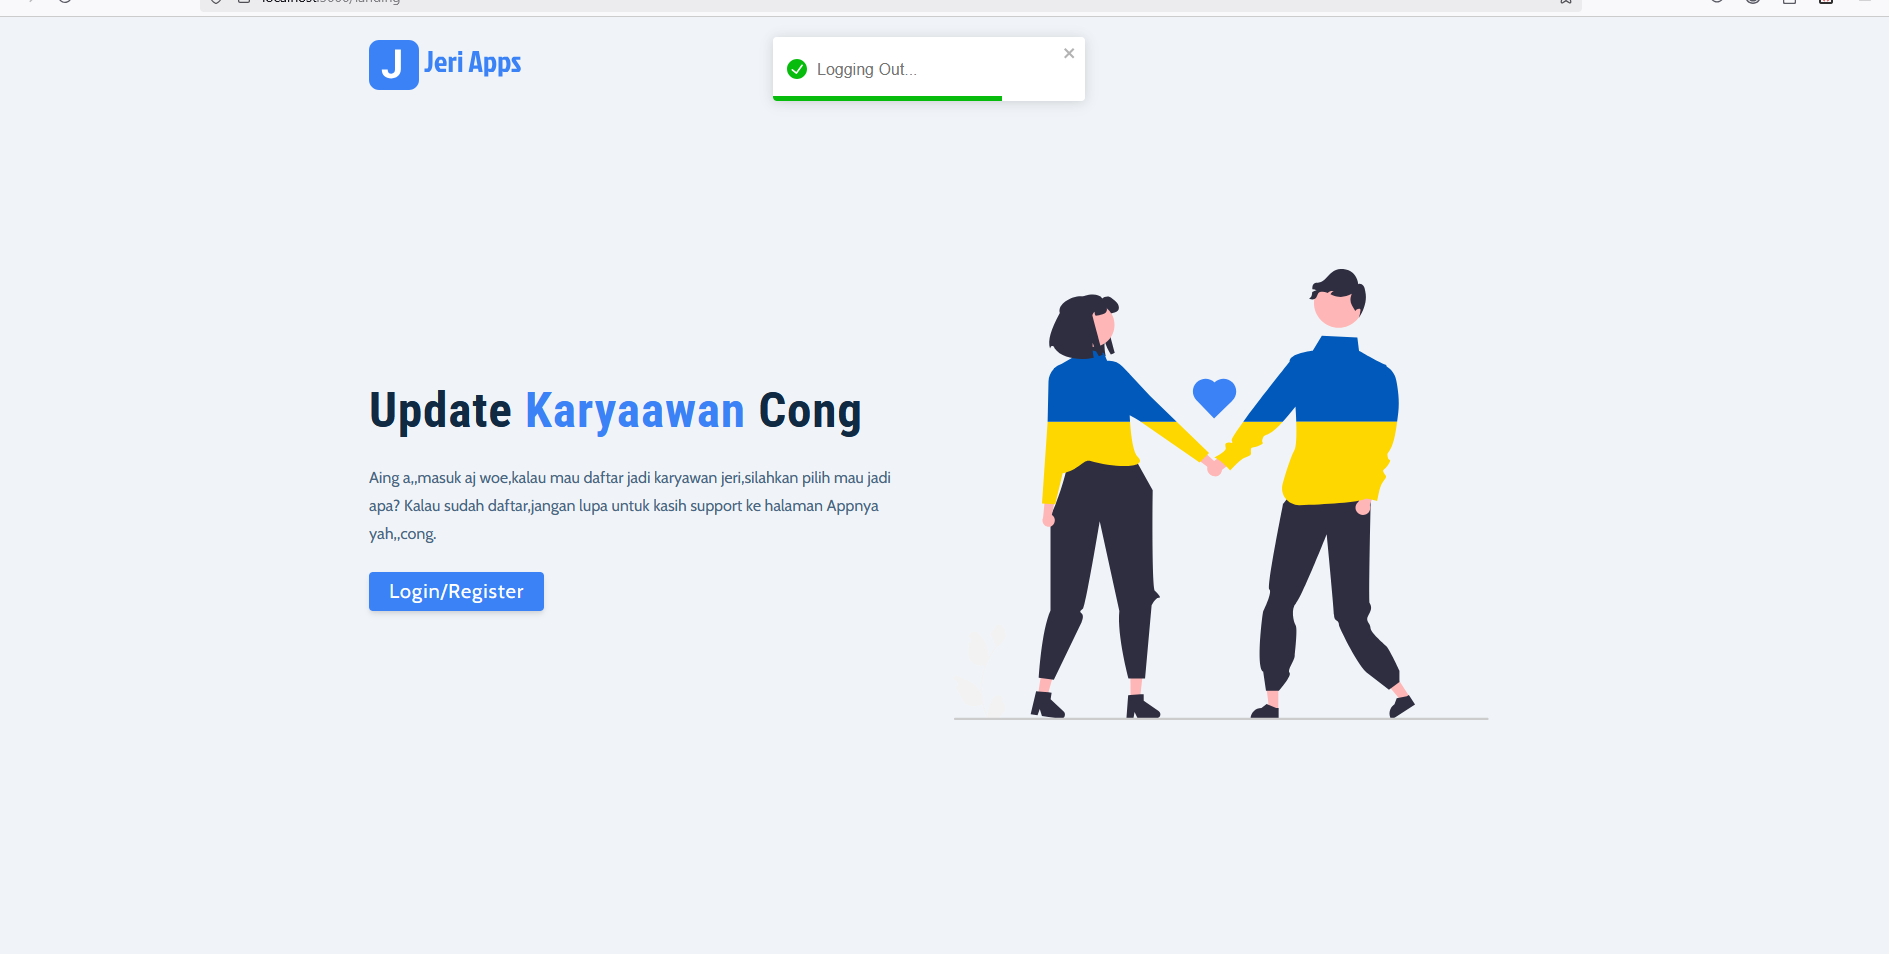 J Jeri Apps
Logging Out...
Update Karyaawan Cong
Aing a,,masuk aj woe,kalau mau daftar jadi karyawan jeri,silahkan pilih mau jadi
apa? Kalau sudah daftar,jangan lupa untuk kasih support ke halaman Appnya
yah,,cong.
Login/Register